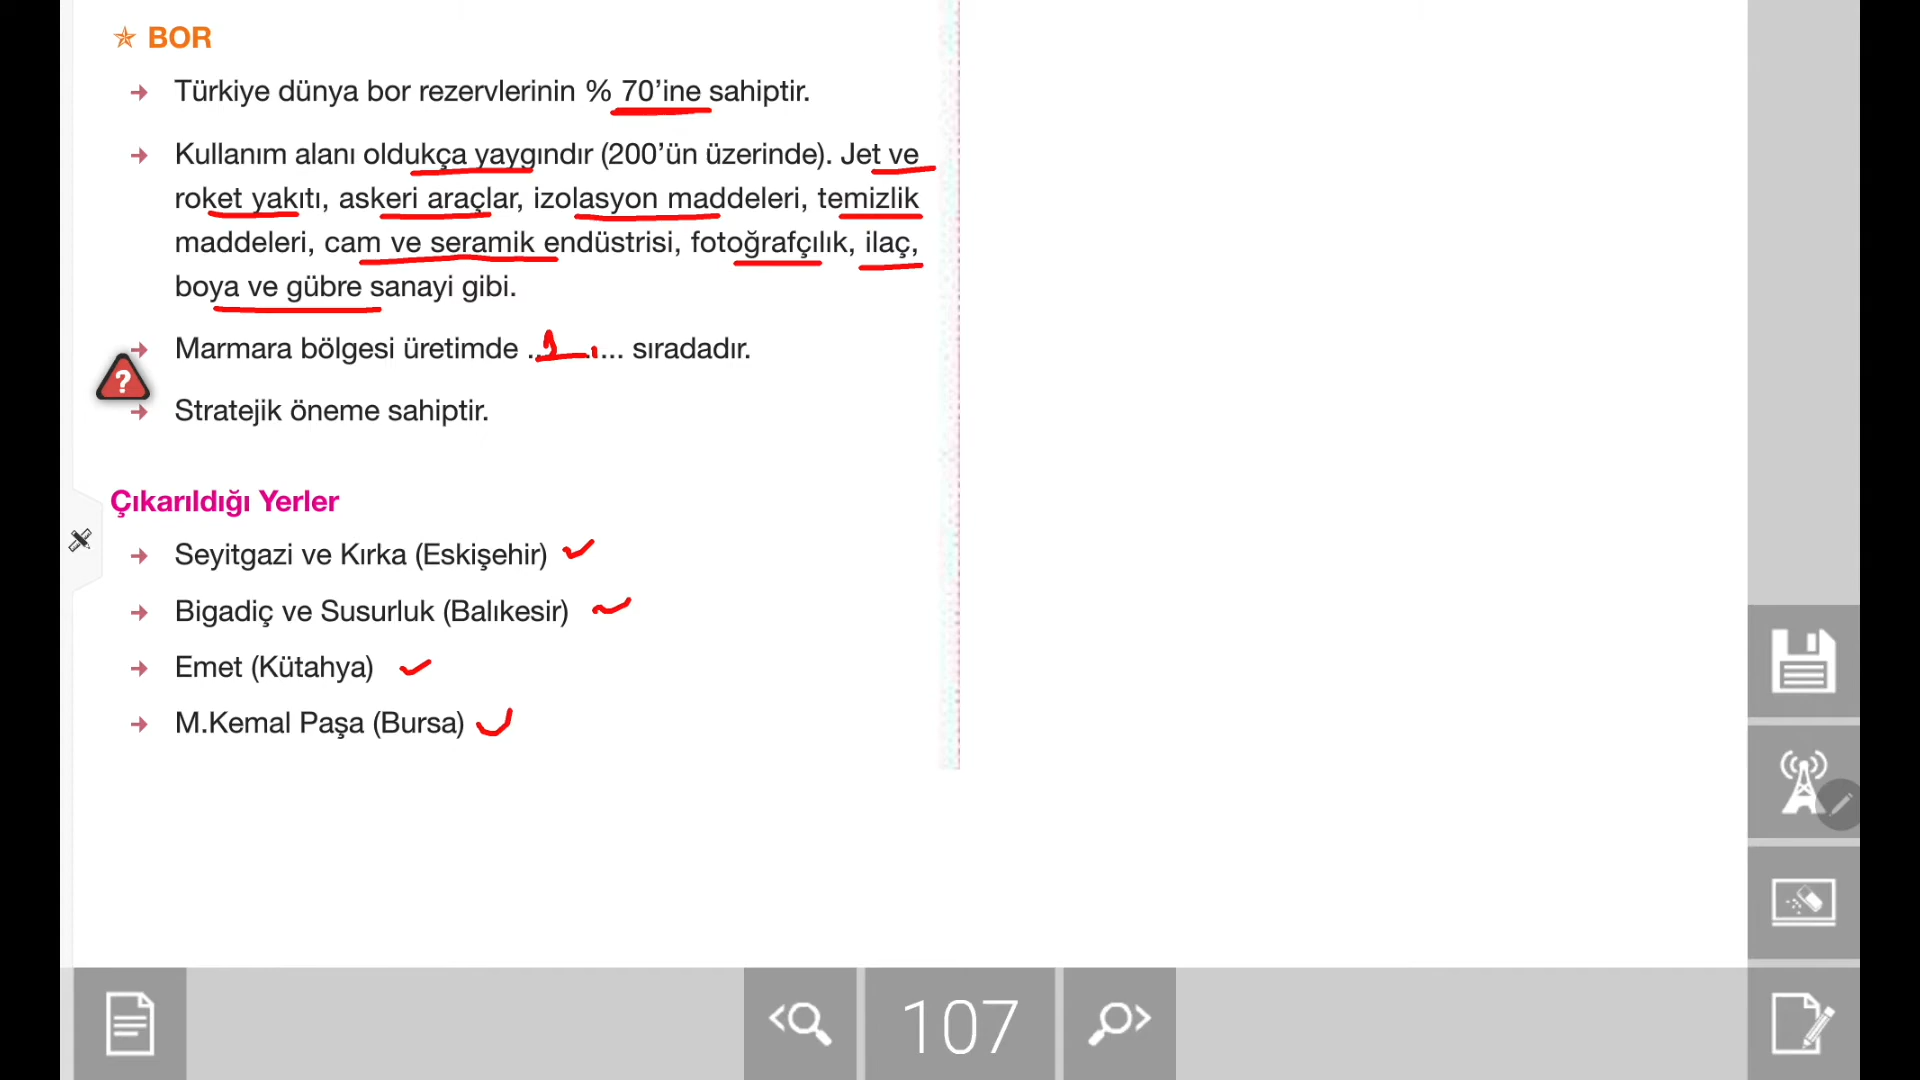 BOR
Türkiye dünya bor rezervlerinin % 70’ine sahiptir.
Kullanım alanı oldukça yaygındır (200’ün üzerinde). Jet ve
roket yakıtı, askeri araçlar, izolasyon maddeleri, temizlik
maddeleri, cam ve seramik endüstrisi, fotoğrafçılık, ilaç,
boya ve gübre sanayi gibi.
Marmara bölgesi üretimde ..1...... sıradadır.
?
Stratejik öneme sahiptir.
Çıkarıldığı Yerler
Seyitgazi ve Kırka (Eskişehir)
Bigadiç ve Susurluk (Balıkesir)
Emet (Kütahya)
M.Kemal Paşa (Bursa)
107